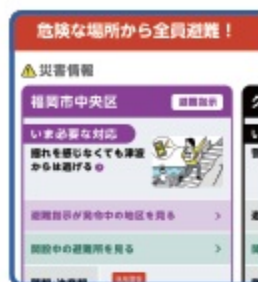 危険な場所から全員避難！
災害情報
福岡市中央区
避難指示
いま必要な対応
揺れを感じなくても津波
からは逃げる
避難指示が発令中の地区を見る
開設中の避難所を見る